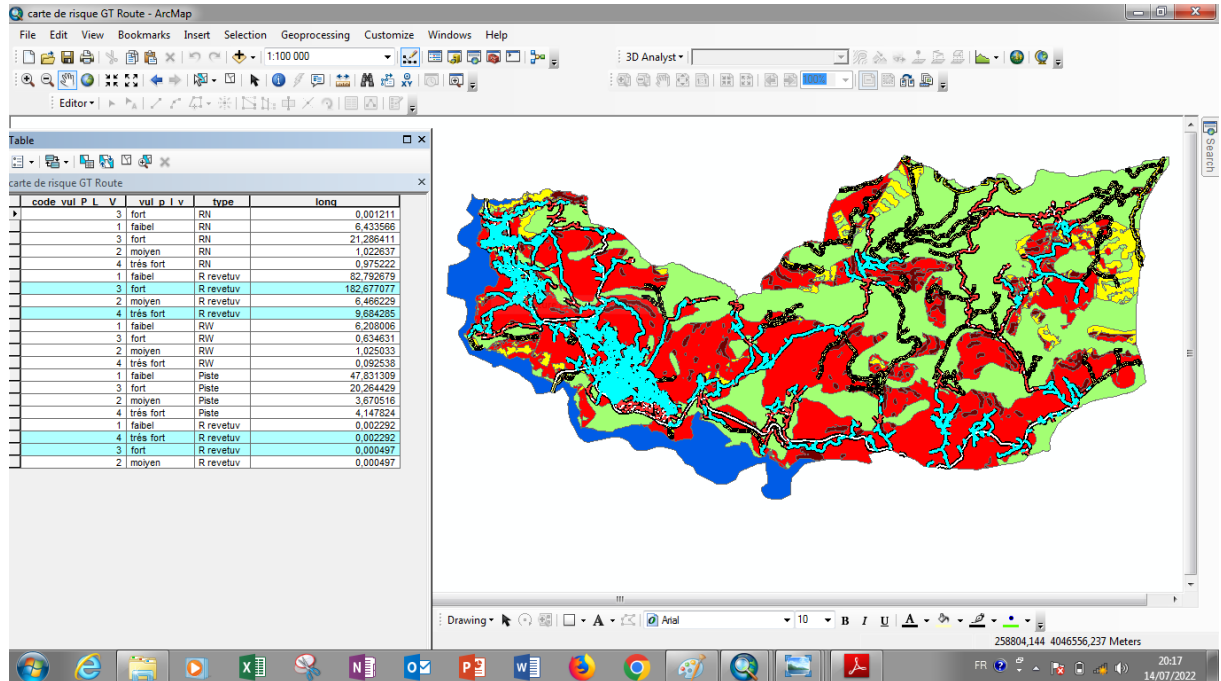 carte de risque GT Route - ArcMap
File Edit View Bookmarks Insert Selection Geoprocessing Customize Windows Help
1:100 000
3D Analyst
100%
Editor
Table
carte de risque GT Route
code_vul_P_L__V vul_p_l_v type long
3 fort RN 0,001211
1 faibel RN 6,433566
3 fort RN 21,286411
2 moiyen RN 1,022637
4 trés fort RN 0,975222
1 faibel R revetuv 82,792679
3 fort R revetuv 182,677077
2 moiyen R revetuv 6,466229
4 trés fort R revetuv 9,684285
1 faibel RW 6,208006
3 fort RW 0,634631
2 moiyen RW 1,025033
4 trés fort RW 0,092538
1 faibel Piste 47,831309
3 fort Piste 20,264429
2 moiyen Piste 3,670516
4 trés fort Piste 4,147824
1 faibel R revetuv 0,002292
4 trés fort R revetuv 0,002292
3 fort R revetuv 0,000497
2 moiyen R revetuv 0,000497
Search
Drawing A Arial 10 B I U A
258804,144 4046556,237 Meters
FR
20:17
14/07/2022